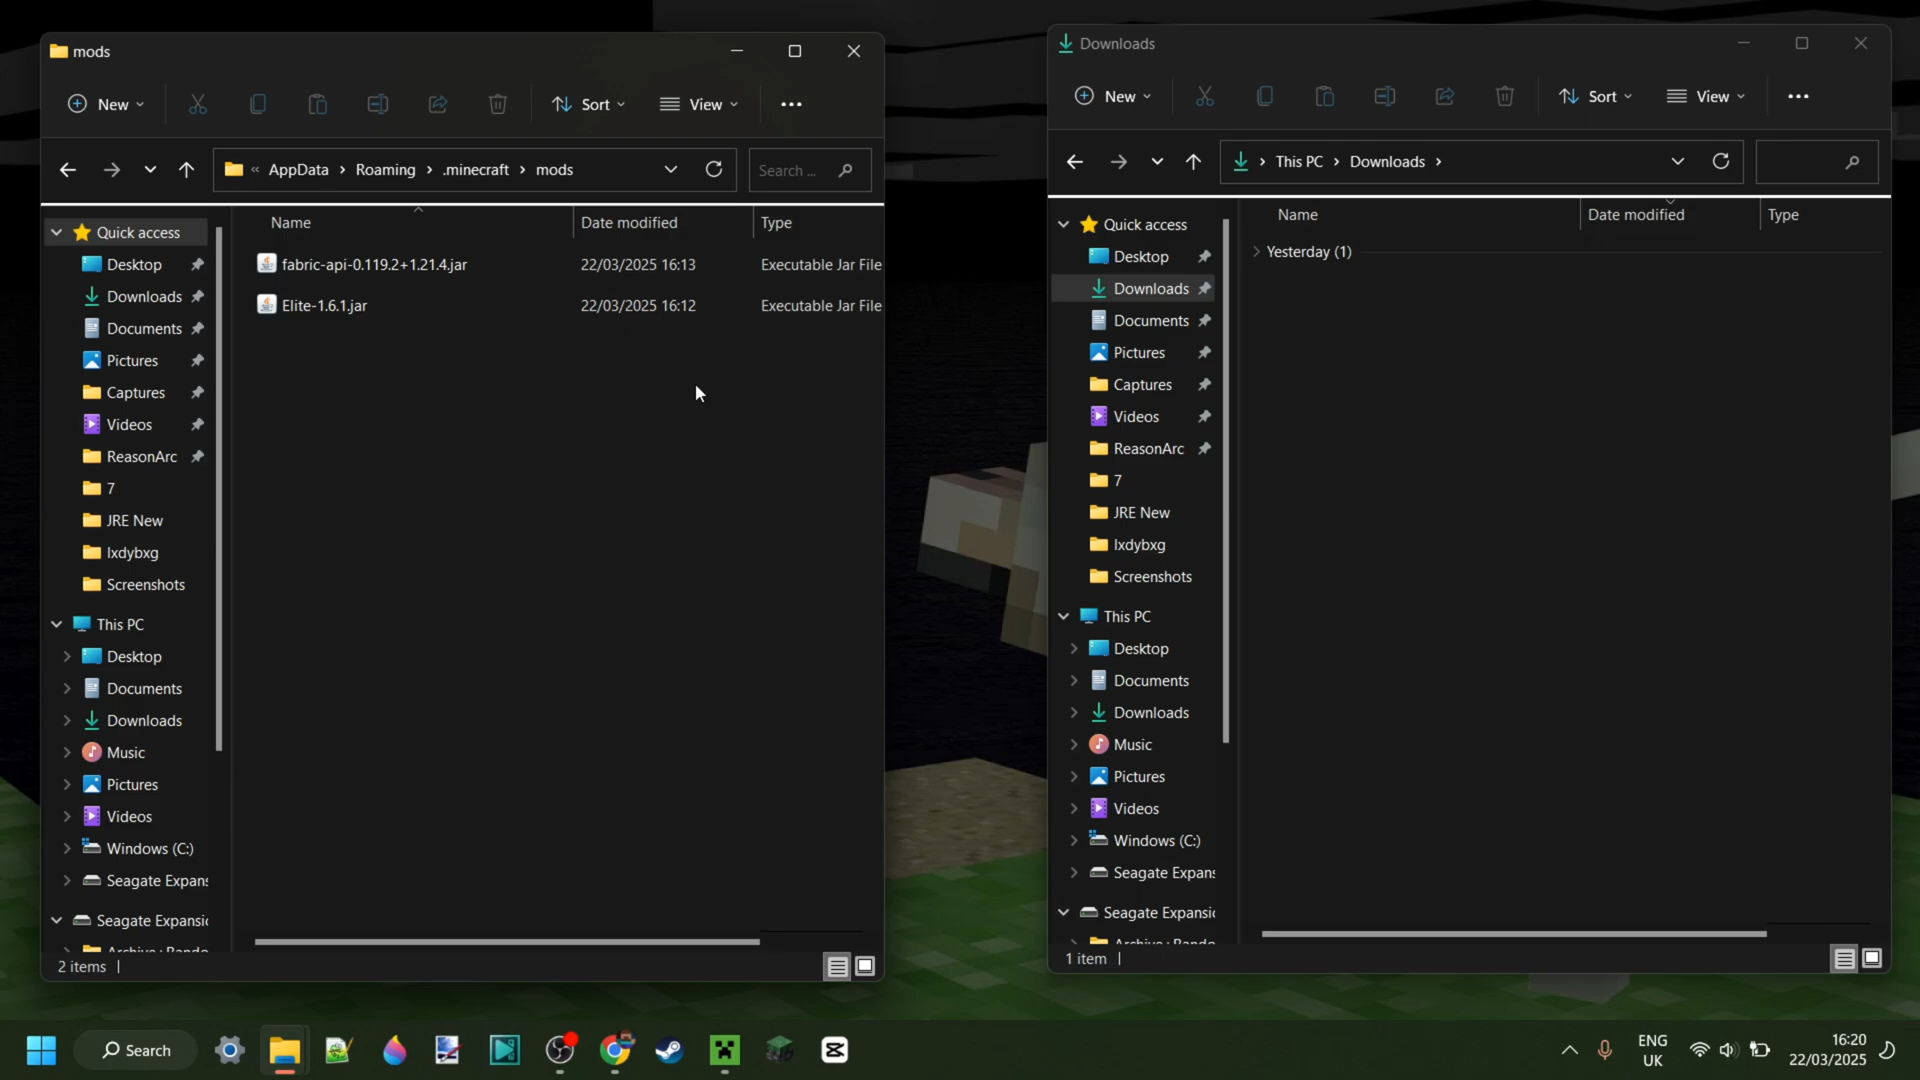 mods
New
Sort
View
« AppData › Roaming › .minecraft › mods
Search ...
Name
Date modified
Type
fabric-api-0.119.2+1.21.4.jar
22/03/2025 16:13
Executable Jar File
Elite-1.6.1.jar
22/03/2025 16:12
Executable Jar File
Quick access
Desktop
Downloads
Documents
Pictures
Captures
Videos
ReasonArc
7
JRE New
lxdybxg
Screenshots
This PC
Desktop
Documents
Downloads
Music
Pictures
Videos
Windows (C:)
Seagate Expans
Seagate Expansic
2 items
Downloads
New
Sort
View
› This PC › Downloads ›
Name
Date modified
Type
Yesterday (1)
Quick access
Desktop
Downloads
Documents
Pictures
Captures
Videos
ReasonArc
7
JRE New
lxdybxg
Screenshots
This PC
Desktop
Documents
Downloads
Music
Pictures
Videos
Windows (C:)
Seagate Expans
Seagate Expansic
1 item
Search
ENG
UK
16:20
22/03/2025